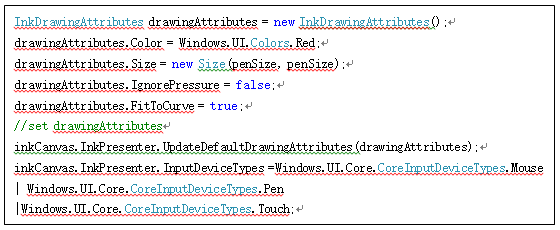 InkDrawingAttributes drawingAttributes = new InkDrawingAttributes();
drawingAttributes.Color = Windows.UI.Colors.Red;
drawingAttributes.Size = new Size(penSize, penSize);
drawingAttributes.IgnorePressure = false;
drawingAttributes.FitToCurve = true;
//set drawingAttributes
inkCanvas.InkPresenter.UpdateDefaultDrawingAttributes(drawingAttributes);
inkCanvas.InkPresenter.InputDeviceTypes =Windows.UI.Core.CoreInputDeviceTypes.Mouse
| Windows.UI.Core.CoreInputDeviceTypes.Pen
|Windows.UI.Core.CoreInputDeviceTypes.Touch;